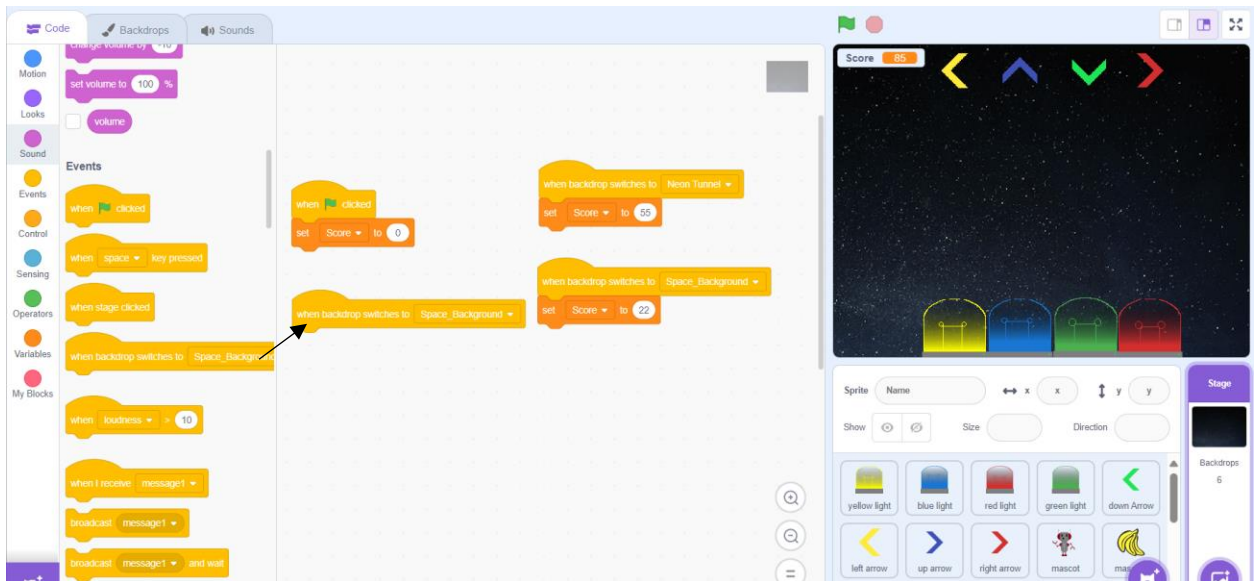 Code
Backdrops
Sounds
Motion
Looks
Sound
Events
Control
Sensing
Operators
Variables
My Blocks
change volume by -10
set volume to 100 %
volume
Events
when clicked
when space key pressed
when stage clicked
when backdrop switches to Space_Background
when loudness > 10
when I receive message1
broadcast message1
broadcast message1 and wait
when clicked
set Score to 0
when backdrop switches to Space_Background
when backdrop switches to Neon Tunnel
set Score to 55
when backdrop switches to Space_Background
set Score to 22
Score 85
Sprite Name x x y y
Show Size Direction
Stage
Backdrops
6
yellow light
blue light
red light
green light
down Arrow
left arrow
up arrow
right arrow
mascot